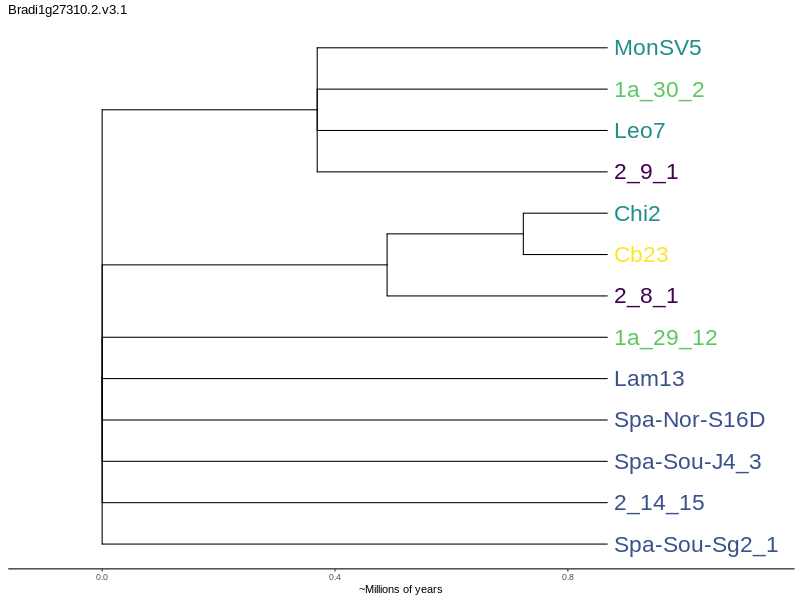 Bradi1g27310.2.v3.1
MonSV5
1a_30_2
Leo7
2_9_1
Chi2
Cb23
2_8_1
1a_29_12
Lam13
Spa-Nor-S16D
Spa-Sou-J4_3
2_14_15
Spa-Sou-Sg2_1
0.0 0.4 0.8
~Millions of years